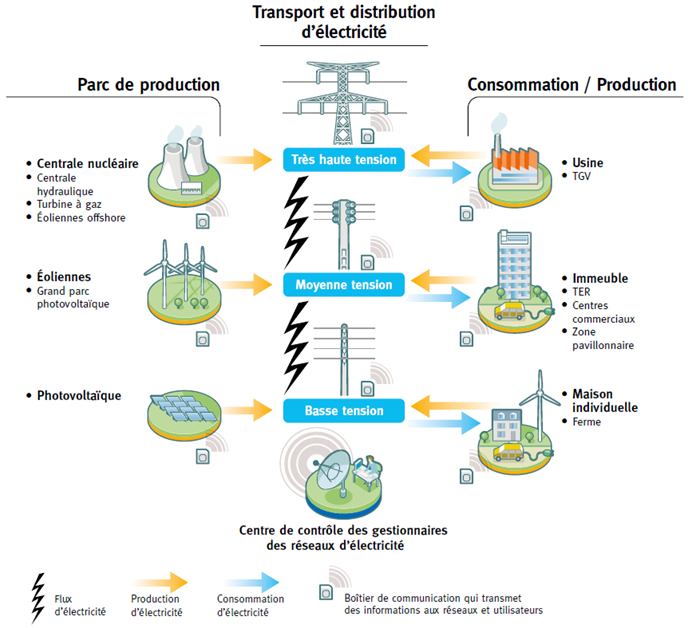 Transport et distribution
d'électricité
Parc de production
Consommation / Production
• Centrale nucléaire
• Centrale
hydraulique
• Turbine à gaz
• Éoliennes offshore
Très haute tension
• Usine
• TGV
• Éoliennes
• Grand parc
photovoltaïque
Moyenne tension
• Immeuble
• TER
• Centres
commerciaux
• Zone
pavillonnaire
• Photovoltaïque
Basse tension
• Maison
individuelle
• Ferme
Centre de contrôle des gestionnaires
des réseaux d'électricité
Flux
d'électricité
Production
d'électricité
Consommation
d'électricité
Boîtier de communication qui transmet
des informations aux réseaux et utilisateurs